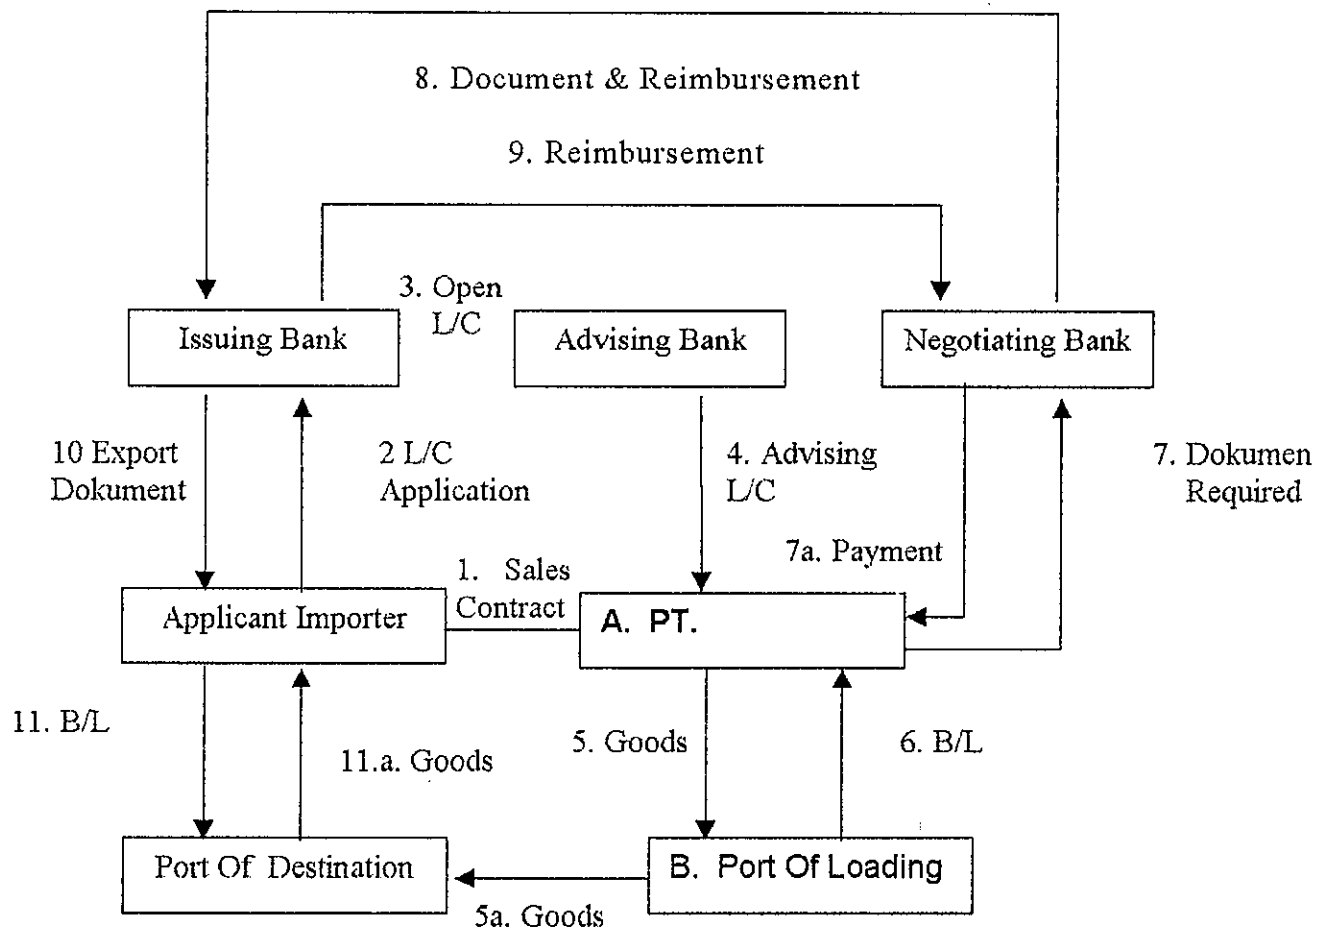 8. Document & Reimbursement
9. Reimbursement
3. Open
L/C
Issuing Bank
Advising Bank
Negotiating Bank
10 Export
Dokument
2 L/C
Application
4. Advising
L/C
7. Dokumen
Required
7a. Payment
1. Sales
Contract
Applicant Importer
A. PT.
11. B/L
11.a. Goods
5. Goods
6. B/L
Port Of Destination
B. Port Of Loading
5a. Goods